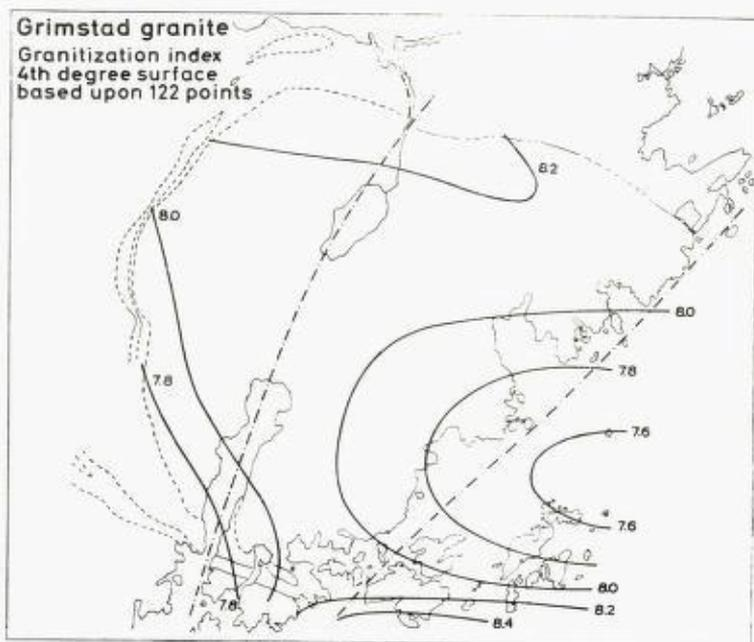 Grimstad granite
Granitization index
4th degree surface
based upon 122 points
8.2
8.0
8.0
7.8
7.8
7.6
7.6
7.8
8.0
8.2
8.4